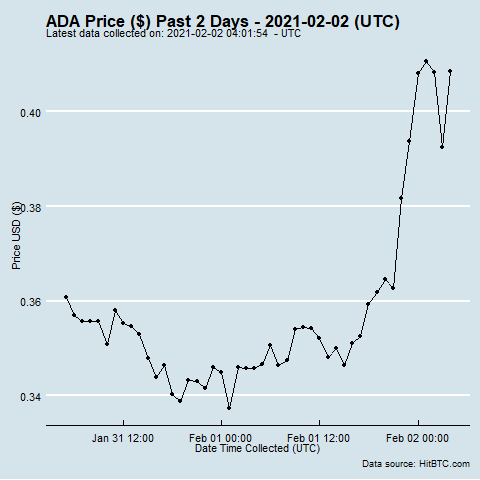 ADA Price ($) Past 2 Days - 2021-02-02 (UTC)
Latest data collected on: 2021-02-02 04:01:54 - UTC
0.40
0.38
Price USD ($)
0.36
0.34
Jan 31 12:00 Feb 01 00:00 Feb 01 12:00 Feb 02 00:00
Date Time Collected (UTC)
Data source: HitBTC.com